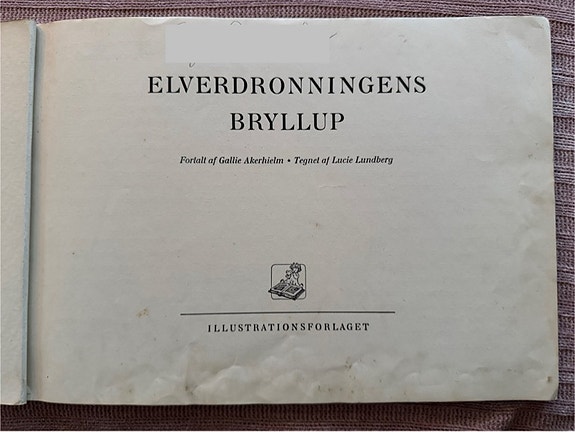 ELVERDRONNINGENS
BRYLLUP
Fortalt af Gallie Akerhielm • Tegnet af Lucie Lundberg
ILLUSTRATIONSFORLAGET